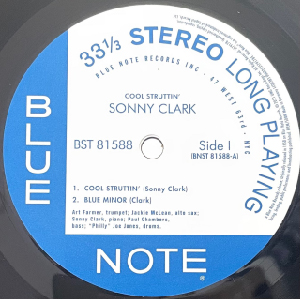 33 1/3 STEREO LONG PLAYING
BLUE NOTE RECORDS INC · 47 WEST 63rd · NYC
COOL STRUTTIN'
SONNY CLARK
BST 81588
Side 1
(BNST 81588-A)
1. COOL STRUTTIN' (Sonny Clark)
2. BLUE MINOR (Clark)
Art Farmer, trumpet; Jackie McLean, alto sax;
Sonny Clark, piano; Paul Chambers,
bass; "Philly" Joe Jones, drums.
BLUE
NOTE